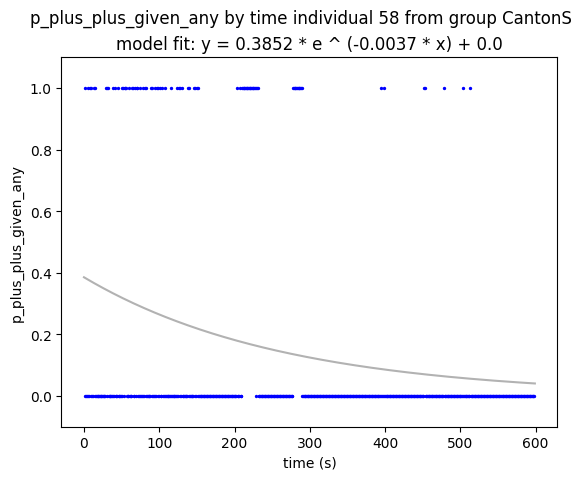 p_plus_plus_given_any by time individual 58 from group CantonS
model fit: y = 0.3852 * e ^ (-0.0037 * x) + 0.0
1.0
0.8
0.6
0.4
0.2
0.0
p_plus_plus_given_any
0 100 200 300 400 500 600
time (s)